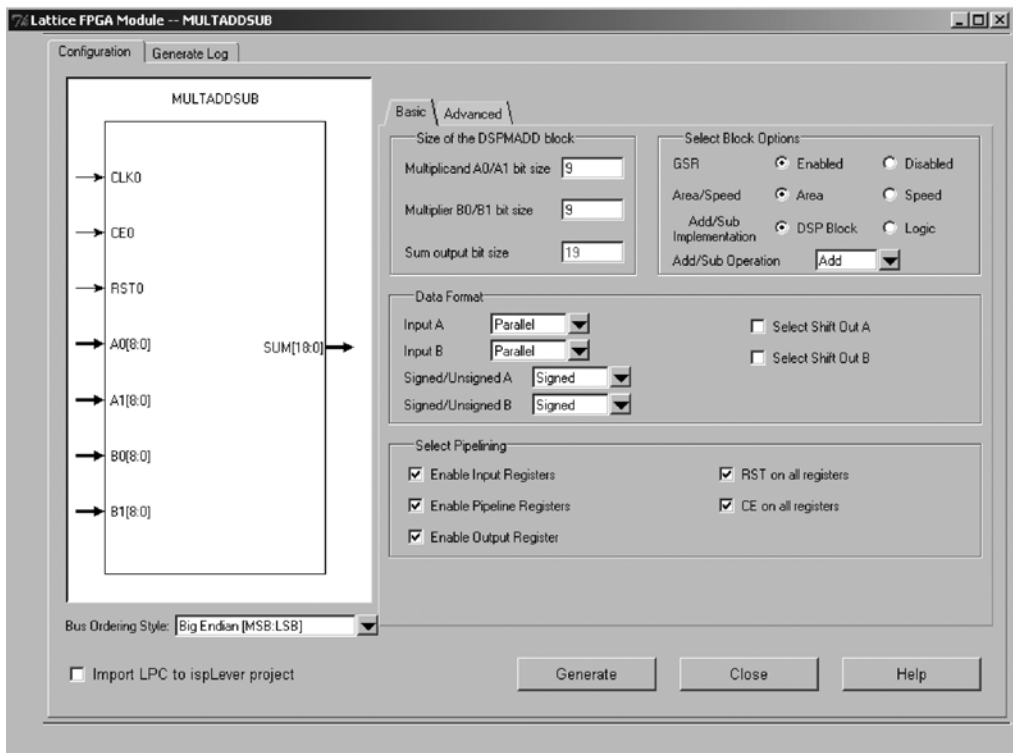 Lattice FPGA Module -- MULTADDSUB
Configuration
Generate Log
MULTADDSUB
CLK0
CE0
RST0
A0[8:0]
SUM[18:0]
A1[8:0]
B0[8:0]
B1[8:0]
Bus Ordering Style: Big Endian [MSB:LSB]
Basic
Advanced
Size of the DSPMADD block
Multiplicand A0/A1 bit size 9
Multiplier B0/B1 bit size 9
Sum output bit size 19
Select Block Options
GSR Enabled Disabled
Area/Speed Area Speed
Add/Sub
Implementation DSP Block Logic
Add/Sub Operation Add
Data Format
Input A Parallel Select Shift Out A
Input B Parallel Select Shift Out B
Signed/Unsigned A Signed
Signed/Unsigned B Signed
Select Pipelining
Enable Input Registers RST on all registers
Enable Pipeline Registers CE on all registers
Enable Output Register
Import LPC to ispLever project
Generate Close Help